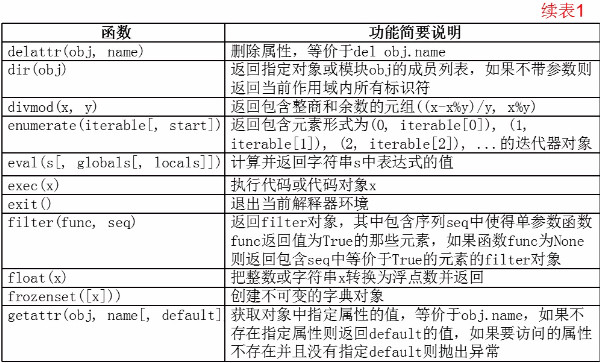 续表1
函数 功能简要说明
delattr(obj, name) 删除属性，等价于del obj.name
dir(obj) 返回指定对象或模块obj的成员列表，如果不带参数则
返回当前作用域内所有标识符
divmod(x, y) 返回包含整商和余数的元组((x-x%y)/y, x%y)
enumerate(iterable[, start]) 返回包含元素形式为(0, iterable[0]), (1,
iterable[1]), (2, iterable[2]), ...的迭代器对象
eval(s[, globals[, locals]]) 计算并返回字符串s中表达式的值
exec(x) 执行代码或代码对象x
exit() 退出当前解释器环境
filter(func, seq) 返回filter对象，其中包含序列seq中使得单参数函数
func返回值为True的那些元素，如果函数func为None
则返回包含seq中等价于True的元素的filter对象
float(x) 把整数或字符串x转换为浮点数并返回
frozenset([x])) 创建不可变的字典对象
getattr(obj, name[, default] 获取对象中指定属性的值，等价于obj.name，如果不
存在指定属性则返回default的值，如果要访问的属性
不存在并且没有指定default则抛出异常